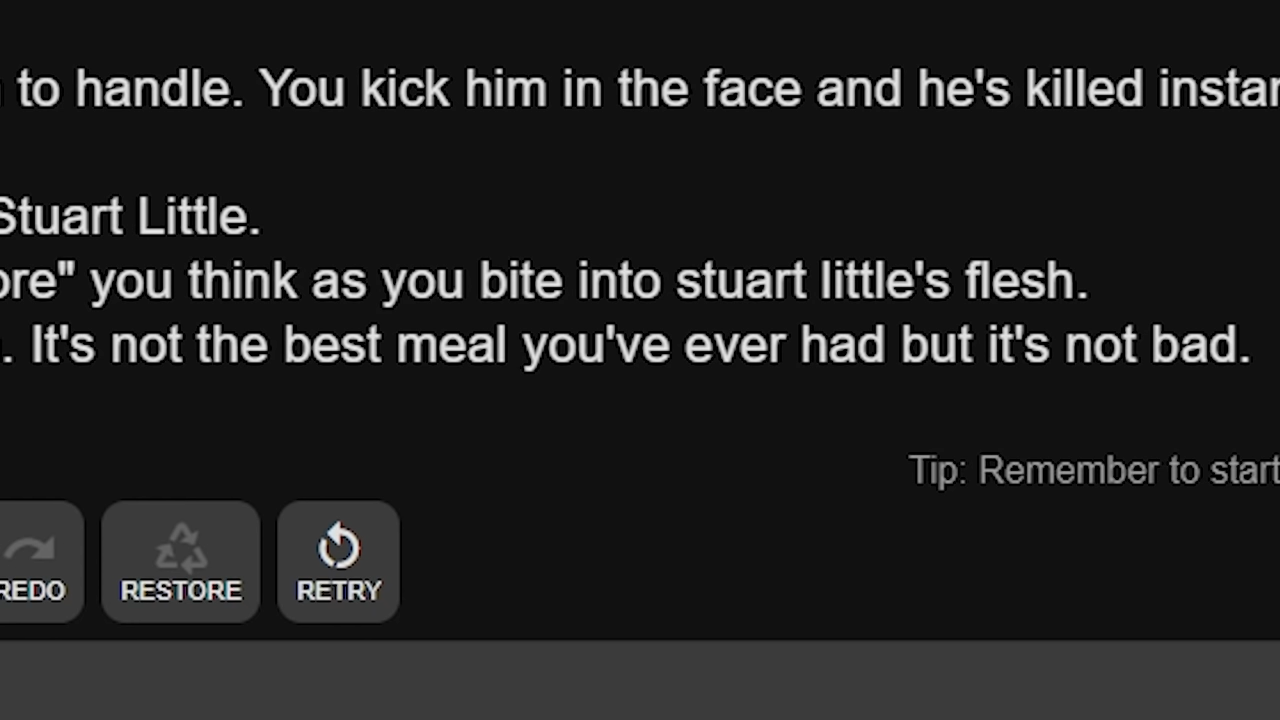 to handle. You kick him in the face and he's killed
Stuart Little.
you think as you bite into stuart little's flesh.
. It's not the best meal you've ever had but it's not bad.
Tip: Remember to start
REDO
RESTORE
RETRY